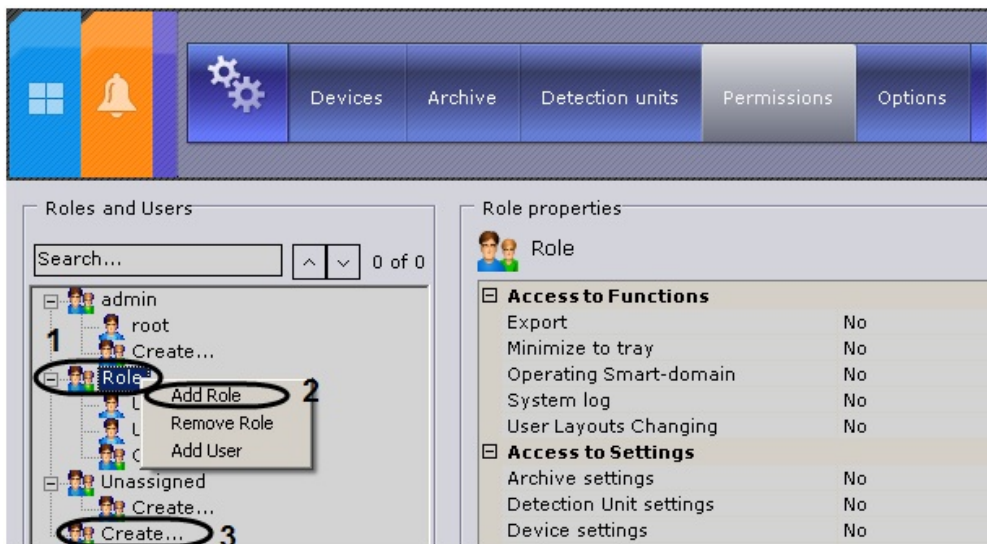 Devices Archive Detection units Permissions Options
Roles and Users
Search...
0 of 0
admin
root
1
Create...
Role
Add Role
2
Remove Role
Add User
Unassigned
Create...
Create...
3
Role properties
Role
Access to Functions
Export No
Minimize to tray No
Operating Smart-domain No
System log No
User Layouts Changing No
Access to Settings
Archive settings No
Detection Unit settings No
Device settings No